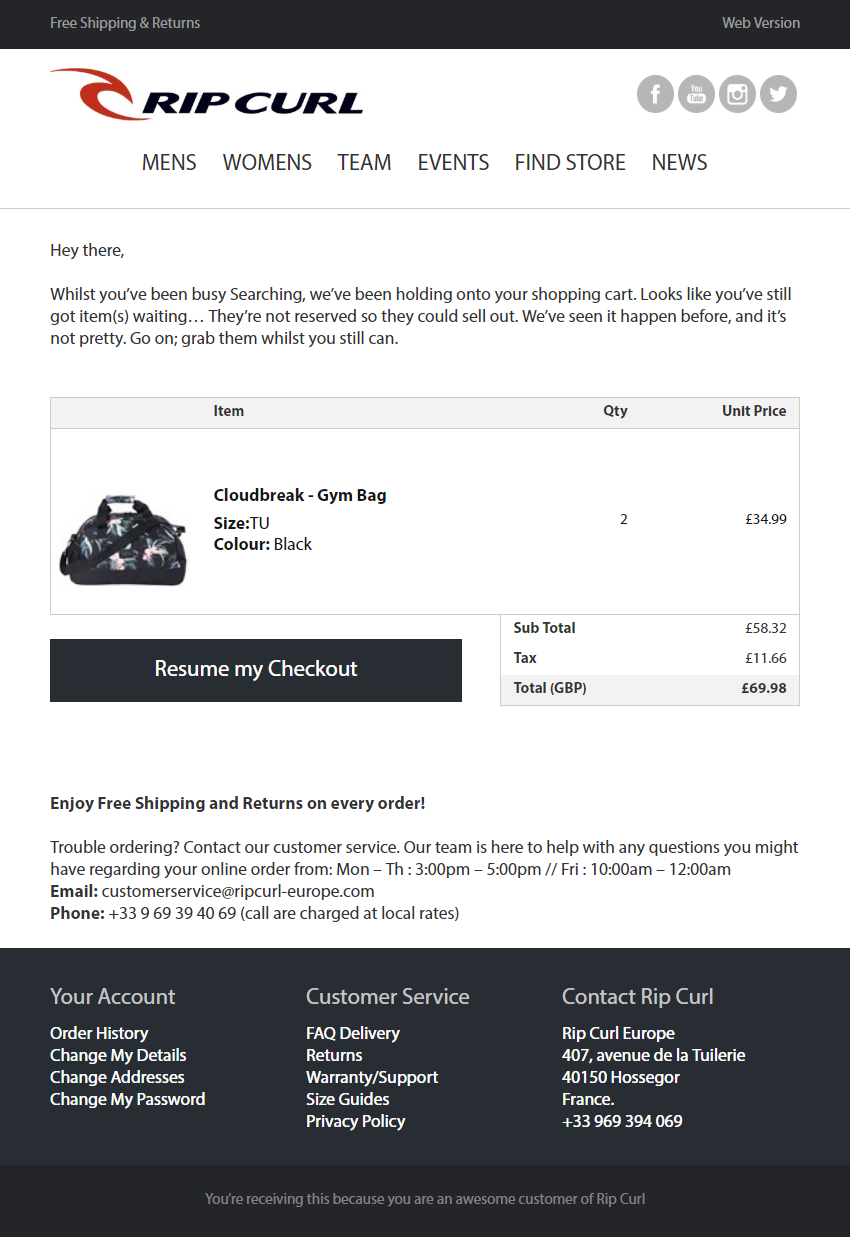 Free Shipping & Returns
Web Version
RIP CURL
You Tube
MENS WOMENS TEAM EVENTS FIND STORE NEWS
Hey there,
Whilst you’ve been busy Searching, we’ve been holding onto your shopping cart. Looks like you’ve still
got item(s) waiting… They’re not reserved so they could sell out. We’ve seen it happen before, and it’s
not pretty. Go on; grab them whilst you still can.
Item Qty Unit Price
Cloudbreak - Gym Bag
Size:TU
Colour: Black
2
£34.99
Sub Total £58.32
Tax £11.66
Total (GBP) £69.98
Resume my Checkout
Enjoy Free Shipping and Returns on every order!
Trouble ordering? Contact our customer service. Our team is here to help with any questions you might
have regarding your online order from: Mon – Th : 3:00pm – 5:00pm // Fri : 10:00am – 12:00am
Email: customerservice@ripcurl-europe.com
Phone: +33 9 69 39 40 69 (call are charged at local rates)
Your Account
Order History
Change My Details
Change Addresses
Change My Password
Customer Service
FAQ Delivery
Returns
Warranty/Support
Size Guides
Privacy Policy
Contact Rip Curl
Rip Curl Europe
407, avenue de la Tuilerie
40150 Hossegor
France.
+33 969 394 069
You’re receiving this because you are an awesome customer of Rip Curl